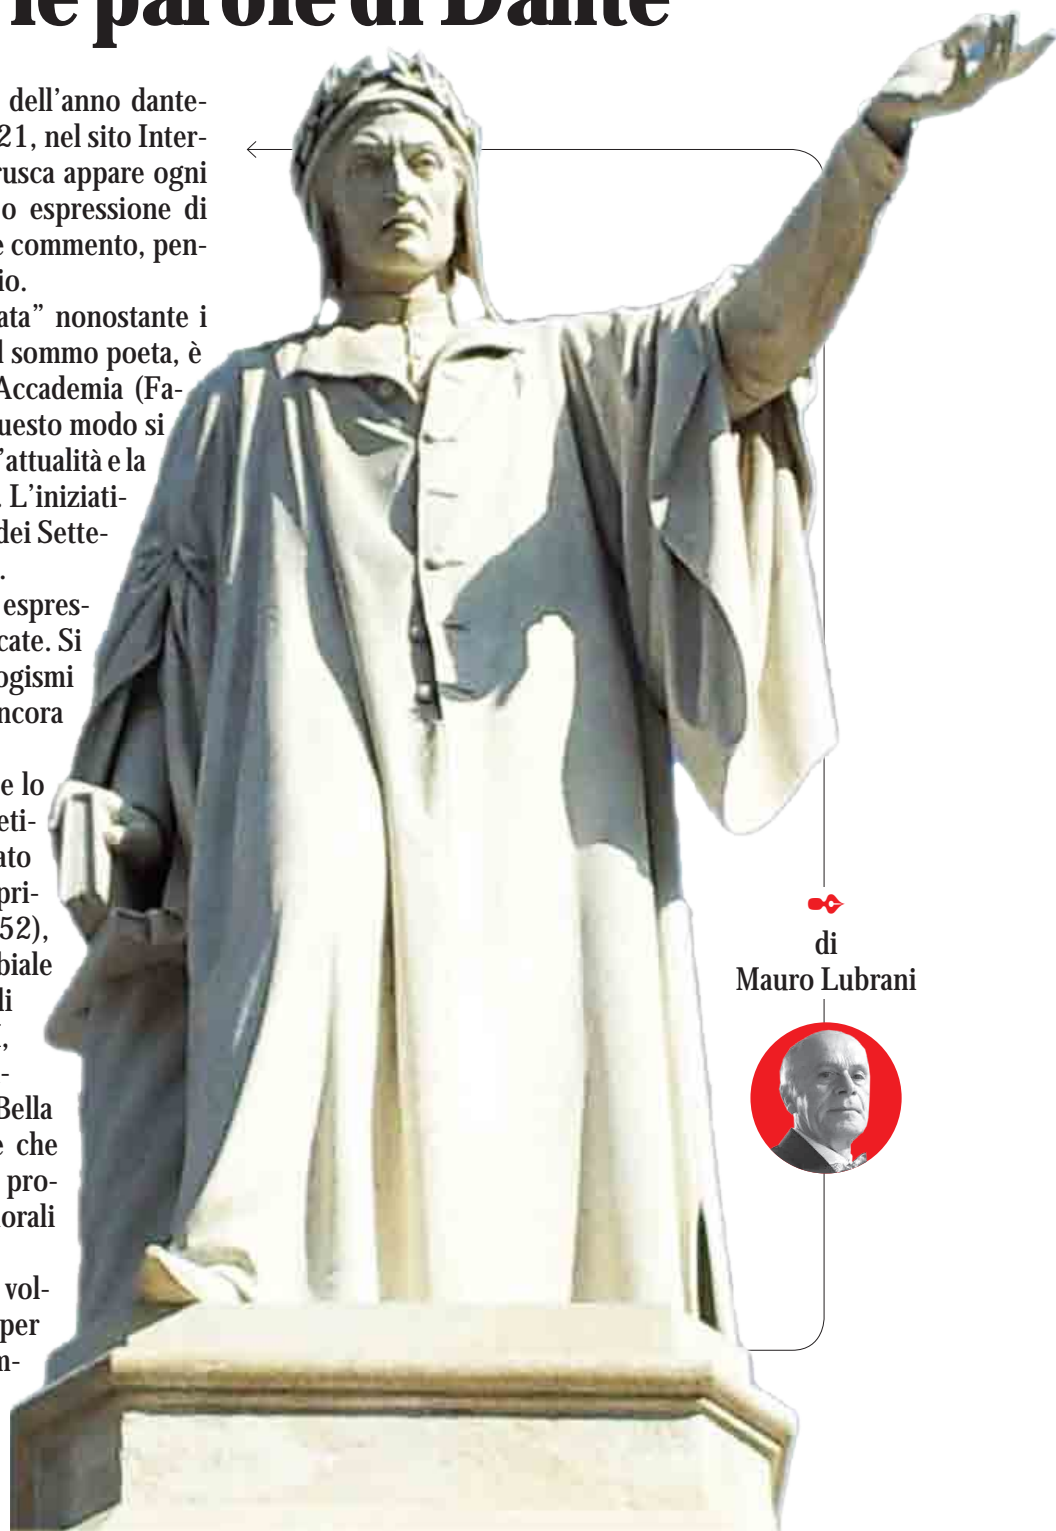 le parole di Dante
dell’anno dante-
21, nel sito Inter-
rusca appare ogni
o espressione di
e commento, pen-
io.
ata” nonostante i
l sommo poeta, è
Accademia (Fa-
uesto modo si
’attualità e la
. L’iniziati-
dei Sette-
.
espres-
cate. Si
ogismi
ncora
e lo
eti-
ato
pri-
52),
biale
li
,
-
Bella
e che
pro-
orali
vol-
per
m-
di
Mauro Lubrani